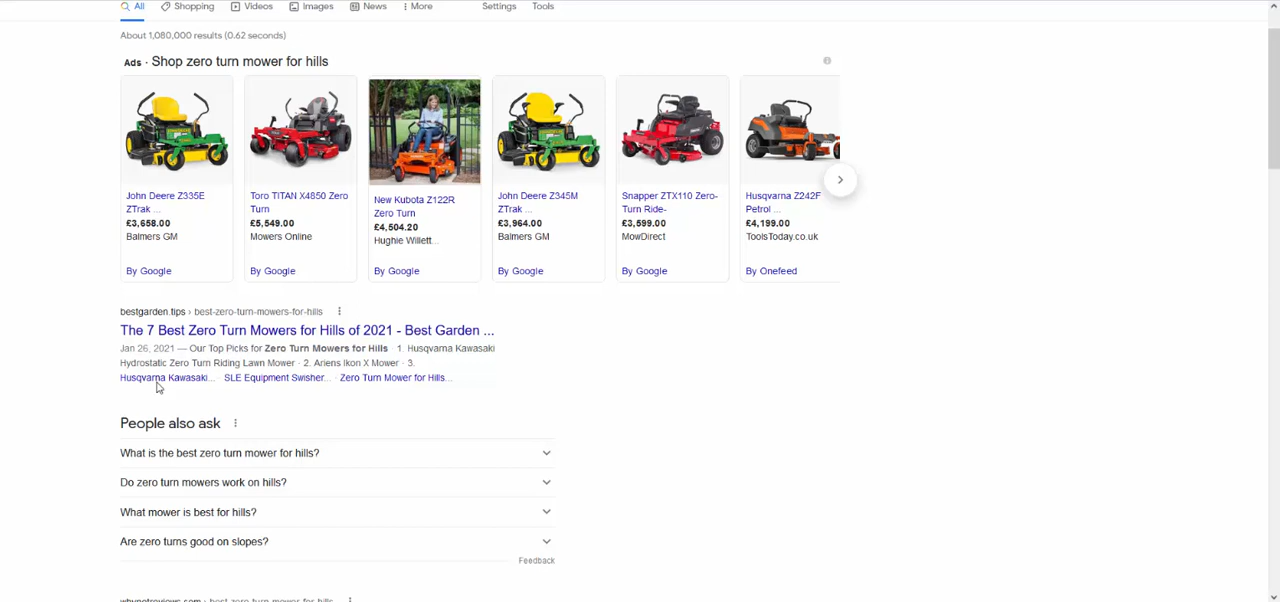 All Shopping Videos Images News More Settings Tools
About 1,080,000 results (0.62 seconds)
Ads · Shop zero turn mower for hills
John Deere Z335E
ZTrak ...
£3,658.00
Balmers GM
By Google
Toro TITAN X4850 Zero
Turn
£5,549.00
Mowers Online
By Google
New Kubota Z122R
Zero Turn
£4,504.20
Hughie Willett...
By Google
John Deere Z345M
ZTrak ...
£3,964.00
Balmers GM
By Google
Snapper ZTX110 Zero-
Turn Ride-
£3,599.00
MowDirect
By Google
Husqvarna Z242F
Petrol ...
£4,199.00
ToolsToday.co.uk
By Onefeed
bestgarden.tips › best-zero-turn-mowers-for-hills
The 7 Best Zero Turn Mowers for Hills of 2021 - Best Garden ...
Jan 26, 2021 — Our Top Picks for Zero Turn Mowers for Hills · 1. Husqvarna Kawasaki
Hydrostatic Zero Turn Riding Lawn Mower · 2. Ariens Ikon X Mower · 3.
Husqvarna Kawasaki... · SLE Equipment Swisher... · Zero Turn Mower for Hills...
People also ask
What is the best zero turn mower for hills?
Do zero turn mowers work on hills?
What mower is best for hills?
Are zero turns good on slopes?
Feedback
whynotreviews.com › best-zero-turn-mower-for-hills